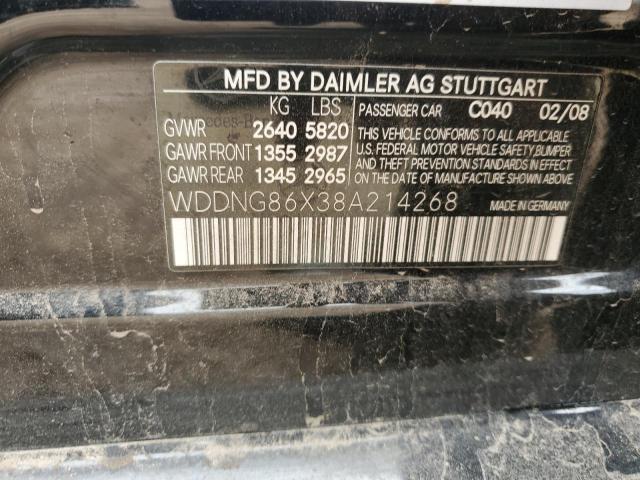 MFD BY DAIMLER AG STUTTGART
KG LBS PASSENGER CAR C040 02/08
GVWR 2640 5820 THIS VEHICLE CONFORMS TO ALL APPLICABLE
GAWR FRONT 1355 2987 U.S. FEDERAL MOTOR VEHICLE SAFETY, BUMPER
GAWR REAR 1345 2965 AND THEFT PREVENTION STANDARDS IN EFFECT
ON THE DATE OF MANUFACTURE SHOWN ABOVE.
WDDNG86X38A214268 MADE IN GERMANY